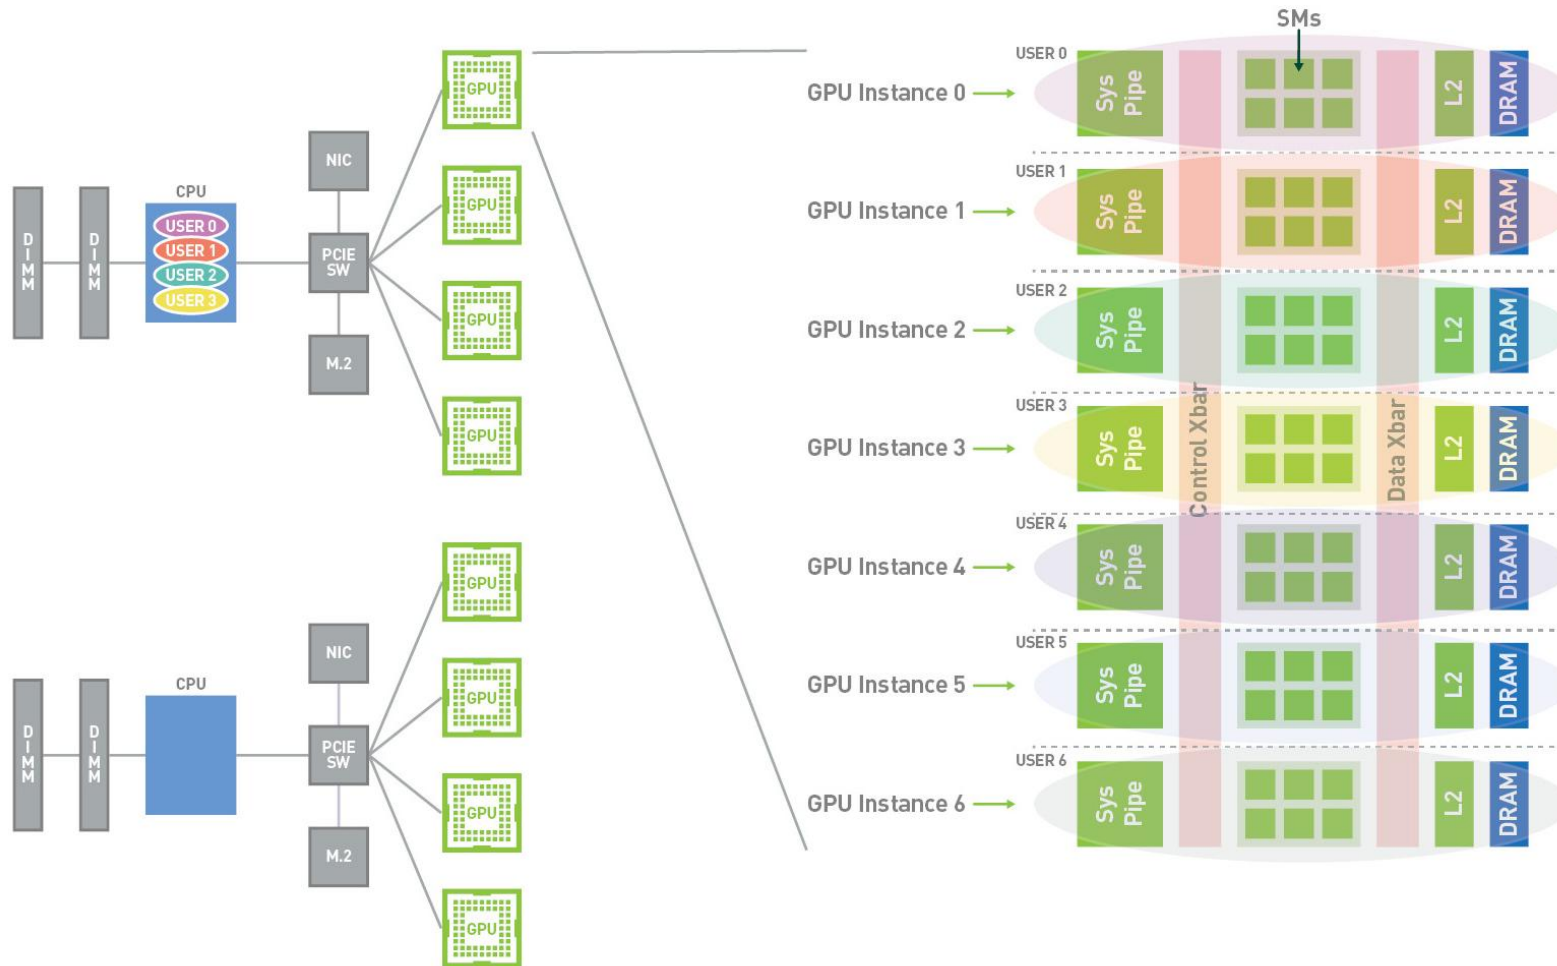 DIMM
DIMM
CPU
USER 0
USER 1
USER 2
USER 3
NIC
PCIE
SW
M.2
GPU
GPU
GPU
GPU
DIMM
DIMM
CPU
NIC
PCIE
SW
M.2
GPU
GPU
GPU
GPU
SMs
GPU Instance 0
USER 0
Sys
Pipe
L2
DRAM
GPU Instance 1
USER 1
Sys
Pipe
L2
DRAM
GPU Instance 2
USER 2
Sys
Pipe
L2
DRAM
GPU Instance 3
USER 3
Sys
Pipe
Control Xbar
Data Xbar
L2
DRAM
GPU Instance 4
USER 4
Sys
Pipe
L2
DRAM
GPU Instance 5
USER 5
Sys
Pipe
L2
DRAM
GPU Instance 6
USER 6
Sys
Pipe
L2
DRAM